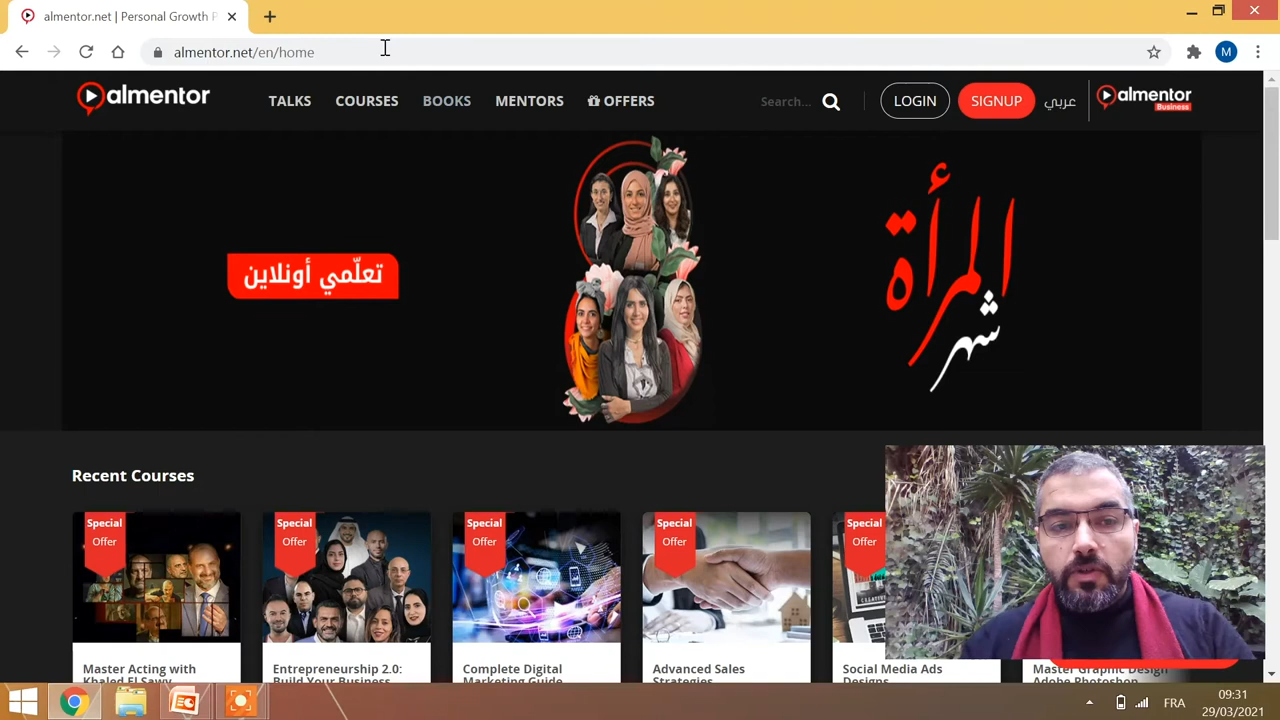 almentor.net | Personal Growth P
almentor.net/en/home
M
almentor
TALKS
COURSES
BOOKS
MENTORS
OFFERS
Search...
LOGIN
SIGNUP
عربي
almentor
Business
تعلّمي أونلاين
المرأة
شهر
Recent Courses
Special
Offer
Special
Offer
Special
Offer
Special
Offer
Special
Offer
Master Acting with
Khaled El Sawy
Entrepreneurship 2.0:
Build Your Business
Complete Digital
Marketing Guide
Advanced Sales
Strategies
Social Media Ads
Designs
Master Graphic Design
Adobe Photoshop
FRA
09:31
29/03/2021